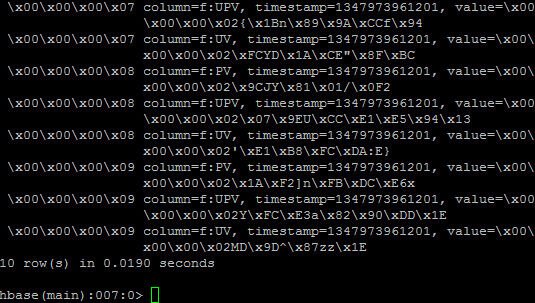 \x00\x00\x00\x07 column=f:UPV, timestamp=1347973961201, value=\x00\
\x00\x00\x02{\x1Bn\x89\x9A\xCCf\x94
\x00\x00\x00\x07 column=f:UV, timestamp=1347973961201, value=\x00\x
x00\x00\x02\xFCYD\x1A\xCE"\x8F\xBC
\x00\x00\x00\x08 column=f:PV, timestamp=1347973961201, value=\x00\x
x00\x00\x02\x9CJY\x81\x01/\x0F2
\x00\x00\x00\x08 column=f:UPV, timestamp=1347973961201, value=\x00\
\x00\x00\x02\x07\x9EU\xCC\xE1\xE5\x94\x13
\x00\x00\x00\x08 column=f:UV, timestamp=1347973961201, value=\x00\x
x00\x00\x02'\xE1\xB8\xFC\xDA:E}
\x00\x00\x00\x09 column=f:PV, timestamp=1347973961201, value=\x00\x
x00\x00\x02\x1A\xF2]n\xFB\xDC\xE6x
\x00\x00\x00\x09 column=f:UPV, timestamp=1347973961201, value=\x00\
\x00\x00\x02Y\xFC\xE3a\x82\x90\xDD\x1E
\x00\x00\x00\x09 column=f:UV, timestamp=1347973961201, value=\x00\x
x00\x00\x02MD\x9D^\x87zz\x1E
10 row(s) in 0.0190 seconds
hbase(main):007:0>